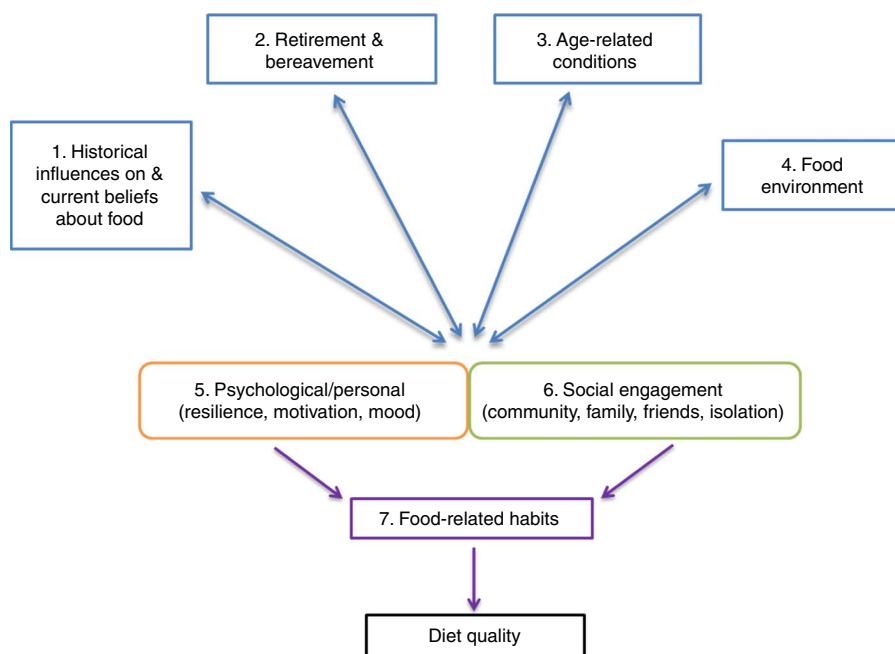 2. Retirement &
bereavement
3. Age-related
conditions
1. Historical
influences on &
current beliefs
about food
4. Food
environment
5. Psychological/personal
(resilience, motivation, mood)
6. Social engagement
(community, family, friends, isolation)
7. Food-related habits
Diet quality